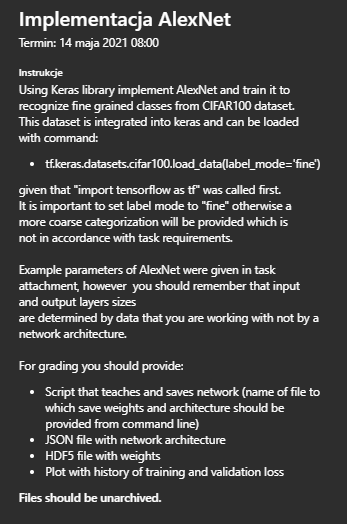 Implementacja AlexNet
Termin: 14 maja 2021 08:00
Instrukcje
Using Keras library implement AlexNet and train it to
recognize fine grained classes from CIFAR100 dataset.
This dataset is integrated into keras and can be loaded
with command:
• tf.keras.datasets.cifar100.load_data(label_mode='fine')
given that "import tensorflow as tf" was called first.
It is important to set label mode to "fine" otherwise a
more coarse categorization will be provided which is
not in accordance with task requirements.
Example parameters of AlexNet were given in task
attachment, however  you should remember that input
and output layers sizes
are determined by data that you are working with not by a
network architecture.
For grading you should provide:
• Script that teaches and saves network (name of file to
which save weights and architecture should be
provided from command line)
• JSON file with network architecture
• HDF5 file with weights
• Plot with history of training and validation loss
Files should be unarchived.